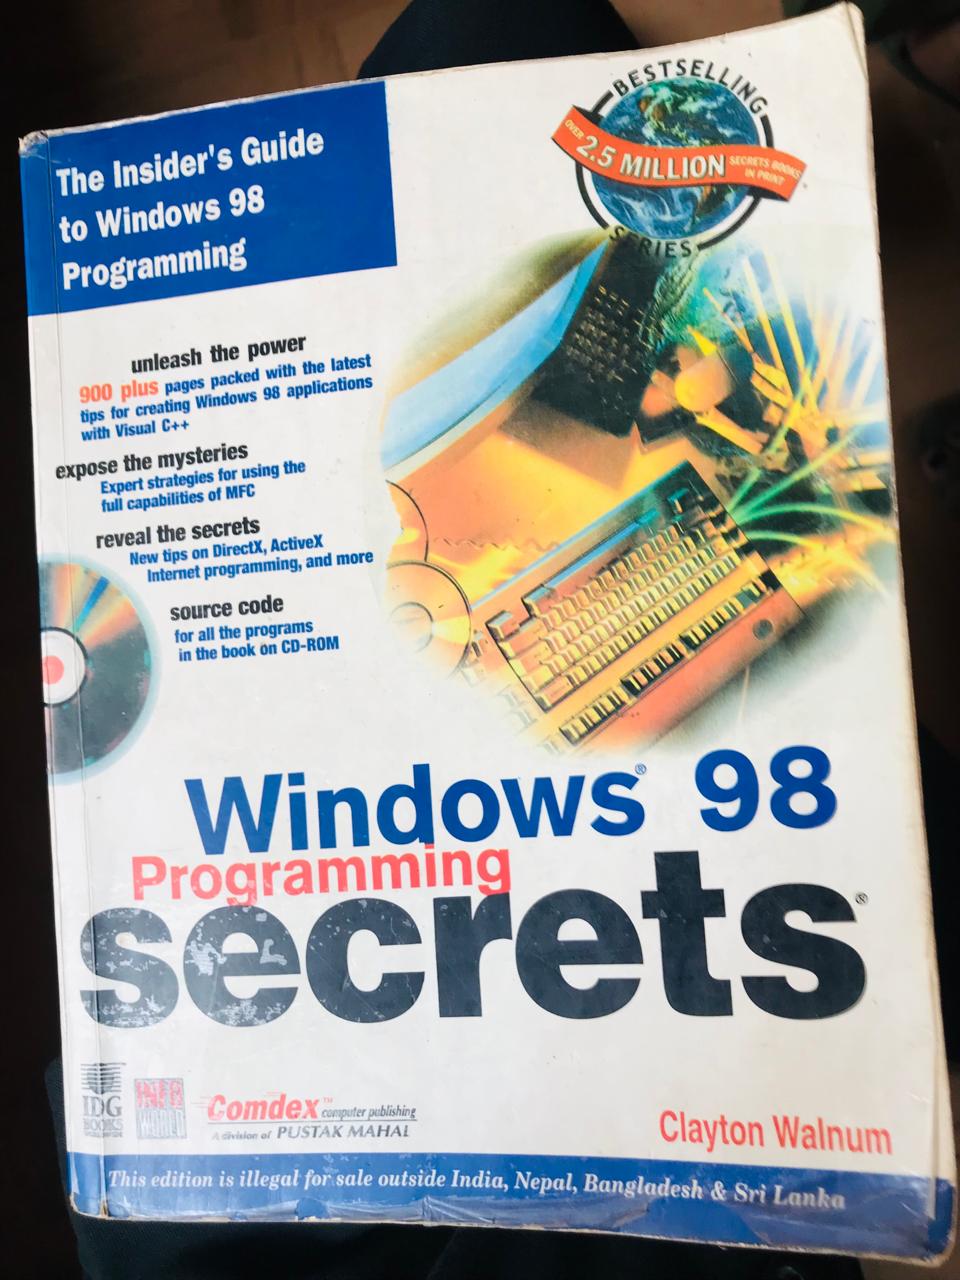 The Insider's Guide
to Windows 98
Programming
BESTSELLING
OVER 2.5 MILLION SECRETS BOOKS
IN PRINT
SERIES
unleash the power
900 plus pages packed with the latest
tips for creating Windows 98 applications
with Visual C++
expose the mysteries
Expert strategies for using the
full capabilities of MFC
reveal the secrets
New tips on DirectX, ActiveX
Internet programming, and more
source code
for all the programs
in the book on CD-ROM
Windows® 98
Programming
secrets®
IDG
BOOKS
WORLDWIDE
INFO
WORLD
Comdex™ computer publishing
A division of PUSTAK MAHAL
Clayton Walnum
This edition is illegal for sale outside India, Nepal, Bangladesh & Sri Lanka